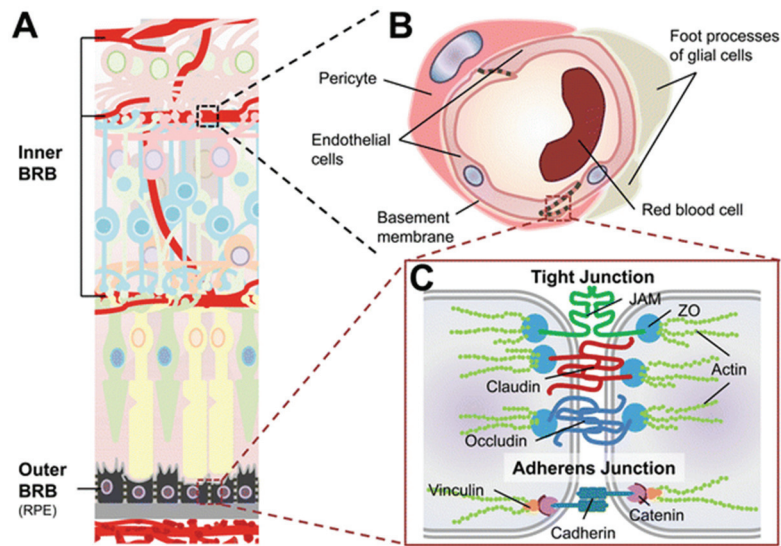 A
Inner
BRB
Outer
BRB
(RPE)
B
Pericyte
Endothelial
cells
Basement
membrane
Foot processes
of glial cells
Red blood cell
C
Tight Junction
JAM
ZO
Claudin
Actin
Occludin
Adherens Junction
Vinculin
Cadherin
Catenin